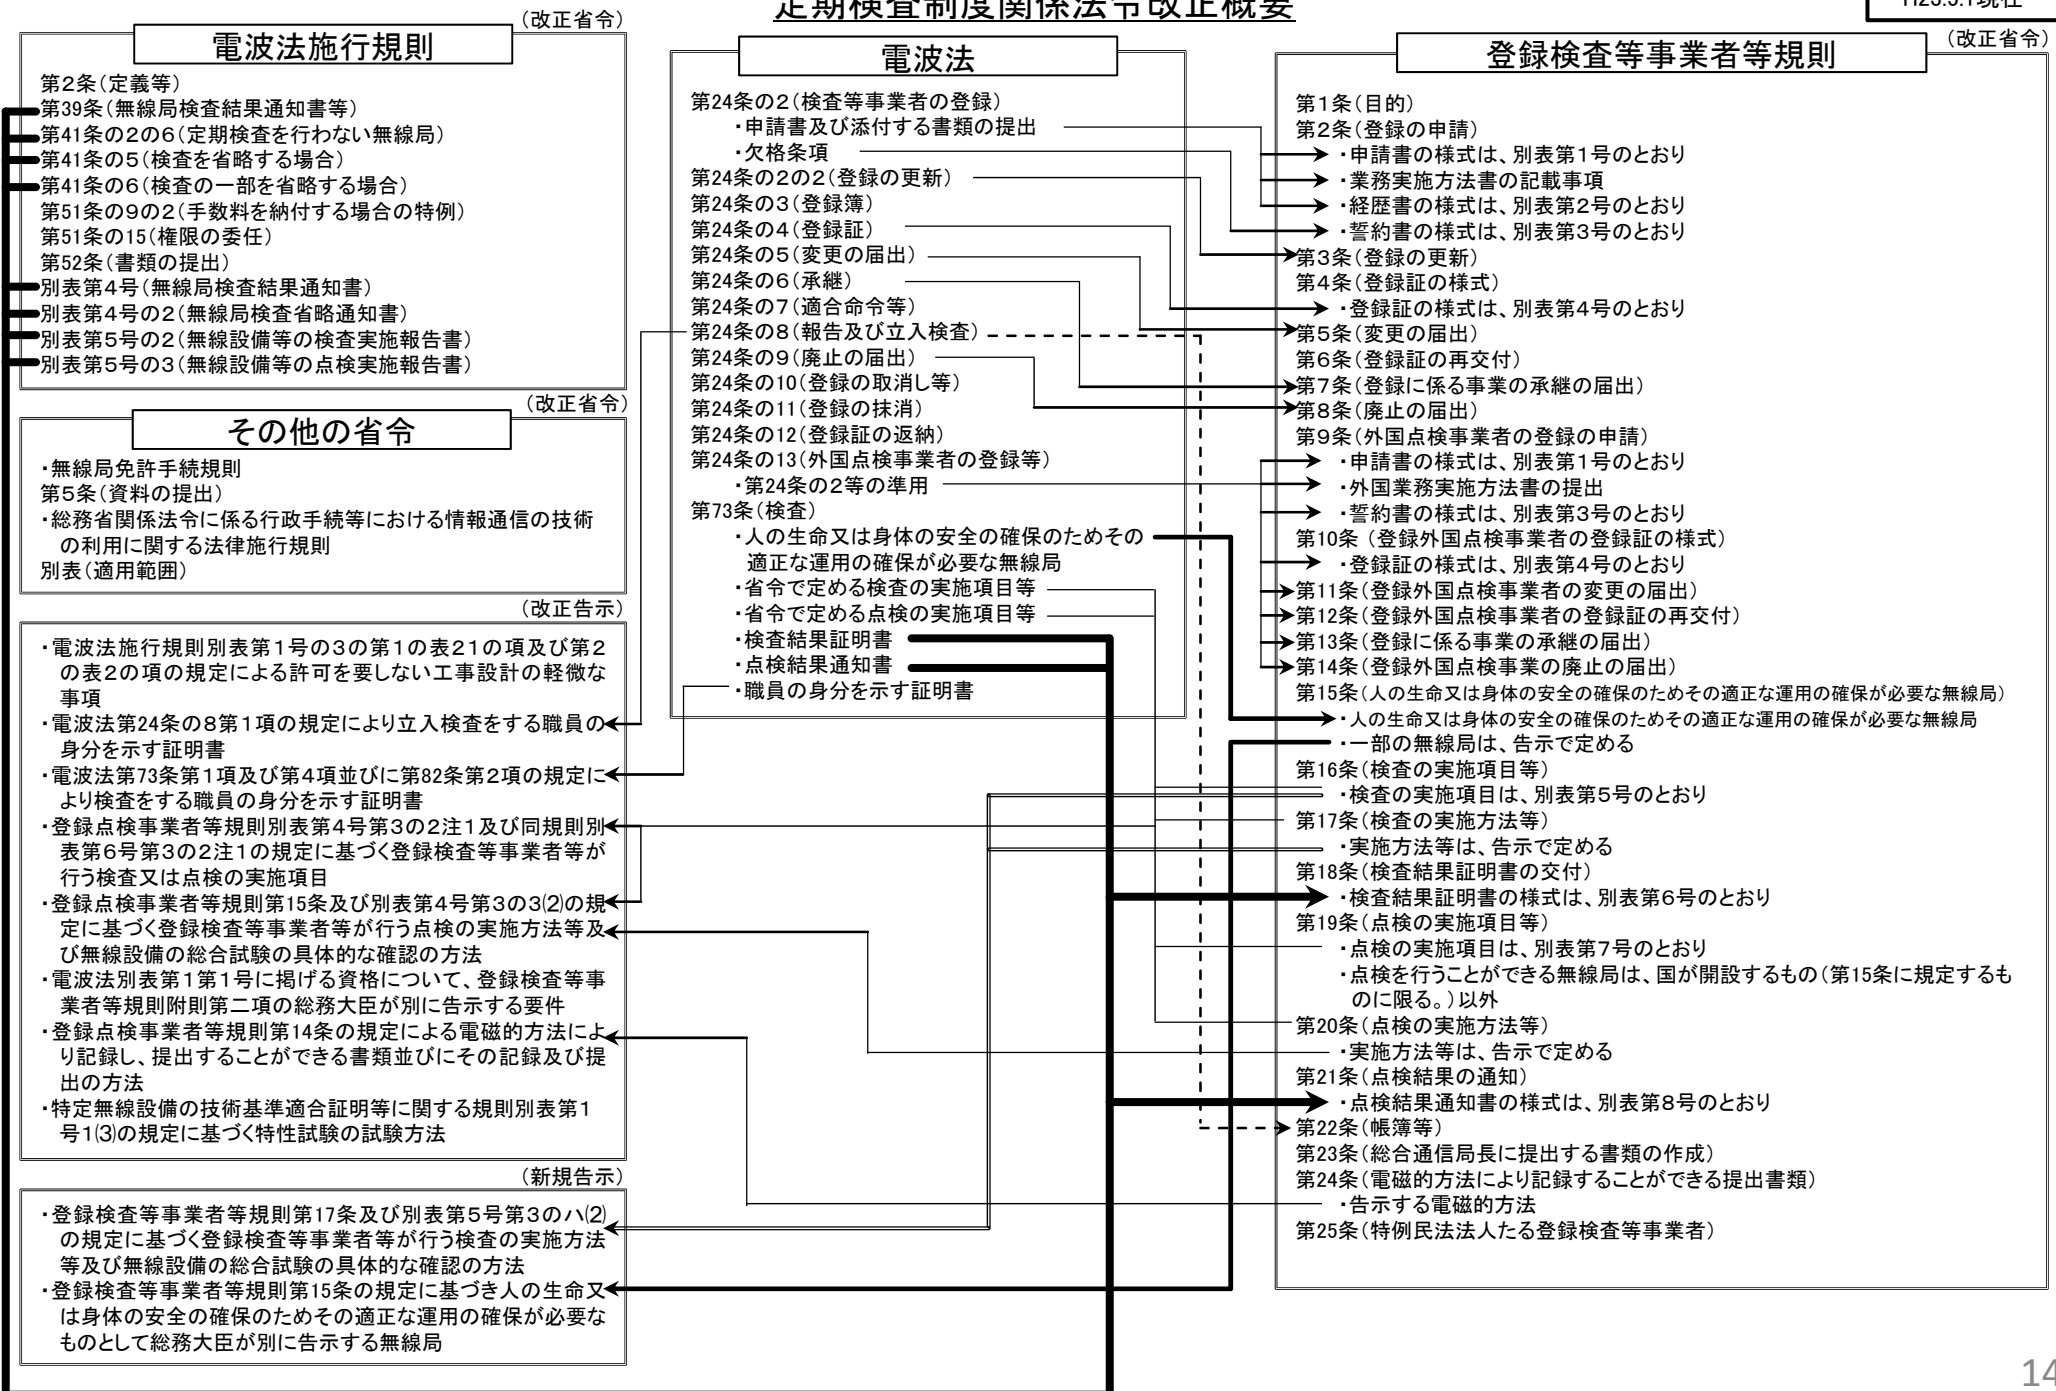 定期検査制度関係法令改正概要
H23.5.1現在
(改正省令)
電波法施行規則
第2条(定義等)
第39条(無線局検査結果通知書等)
第41条の2の6(定期検査を行わない無線局)
第41条の5(検査を省略する場合)
第41条の6(検査の一部を省略する場合)
第51条の9の2(手数料を納付する場合の特例)
第51条の15(権限の委任)
第52条(書類の提出)
別表第4号(無線局検査結果通知書)
別表第4号の2(無線局検査省略通知書)
別表第5号の2(無線設備等の検査実施報告書)
別表第5号の3(無線設備等の点検実施報告書)
(改正省令)
その他の省令
・無線局免許手続規則
第5条(資料の提出)
・総務省関係法令に係る行政手続等における情報通信の技術
の利用に関する法律施行規則
別表(適用範囲)
(改正告示)
・電波法施行規則別表第1号の3の第1の表21の項及び第2
の表2の項の規定による許可を要しない工事設計の軽微な
事項
・電波法第24条の8第1項の規定により立入検査をする職員の
身分を示す証明書
・電波法第73条第1項及び第4項並びに第82条第2項の規定に
より検査をする職員の身分を示す証明書
・登録点検事業者等規則別表第4号第3の2注1及び同規則別
表第6号第3の2注1の規定に基づく登録検査等事業者等が
行う検査又は点検の実施項目
・登録点検事業者等規則第15条及び別表第4号第3の3(2)の規
定に基づく登録検査等事業者等が行う点検の実施方法等及
び無線設備の総合試験の具体的な確認の方法
・電波法別表第1第1号に掲げる資格について、登録検査等事
業者等規則附則第二項の総務大臣が別に告示する要件
・登録点検事業者等規則第14条の規定による電磁的方法によ
り記録し、提出することができる書類並びにその記録及び提
出の方法
・特定無線設備の技術基準適合証明等に関する規則別表第1
号1(3)の規定に基づく特性試験の試験方法
(新規告示)
・登録検査等事業者等規則第17条及び別表第5号第3のハ(2)
の規定に基づく登録検査等事業者等が行う検査の実施方法
等及び無線設備の総合試験の具体的な確認の方法
・登録検査等事業者等規則第15条の規定に基づき人の生命又
は身体の安全の確保のためその適正な運用の確保が必要な
ものとして総務大臣が別に告示する無線局
電波法
第24条の2(検査等事業者の登録)
・申請書及び添付する書類の提出
・欠格条項
第24条の2の2(登録の更新)
第24条の3(登録簿)
第24条の4(登録証)
第24条の5(変更の届出)
第24条の6(承継)
第24条の7(適合命令等)
第24条の8(報告及び立入検査)
第24条の9(廃止の届出)
第24条の10(登録の取消し等)
第24条の11(登録の抹消)
第24条の12(登録証の返納)
第24条の13(外国点検事業者の登録等)
・第24条の2等の準用
第73条(検査)
・人の生命又は身体の安全の確保のためその
適正な運用の確保が必要な無線局
・省令で定める検査の実施項目等
・省令で定める点検の実施項目等
・検査結果証明書
・点検結果通知書
・職員の身分を示す証明書
(改正省令)
登録検査等事業者等規則
第1条(目的)
第2条(登録の申請)
・申請書の様式は、別表第1号のとおり
・業務実施方法書の記載事項
・経歴書の様式は、別表第2号のとおり
・誓約書の様式は、別表第3号のとおり
第3条(登録の更新)
第4条(登録証の様式)
・登録証の様式は、別表第4号のとおり
第5条(変更の届出)
第6条(登録証の再交付)
第7条(登録に係る事業の承継の届出)
第8条(廃止の届出)
第9条(外国点検事業者の登録の申請)
・申請書の様式は、別表第1号のとおり
・外国業務実施方法書の提出
・誓約書の様式は、別表第3号のとおり
第10条 (登録外国点検事業者の登録証の様式)
・登録証の様式は、別表第4号のとおり
第11条(登録外国点検事業者の変更の届出)
第12条(登録外国点検事業者の登録証の再交付)
第13条(登録に係る事業の承継の届出)
第14条(登録外国点検事業の廃止の届出)
第15条(人の生命又は身体の安全の確保のためその適正な運用の確保が必要な無線局)
・人の生命又は身体の安全の確保のためその適正な運用の確保が必要な無線局
・一部の無線局は、告示で定める
第16条(検査の実施項目等)
・検査の実施項目は、別表第5号のとおり
第17条(検査の実施方法等)
・実施方法等は、告示で定める
第18条(検査結果証明書の交付)
・検査結果証明書の様式は、別表第6号のとおり
第19条(点検の実施項目等)
・点検の実施項目は、別表第7号のとおり
・点検を行うことができる無線局は、国が開設するもの(第15条に規定するも
のに限る。)以外
第20条(点検の実施方法等)
・実施方法等は、告示で定める
第21条(点検結果の通知)
・点検結果通知書の様式は、別表第8号のとおり
第22条(帳簿等)
第23条(総合通信局長に提出する書類の作成)
第24条(電磁的方法により記録することができる提出書類)
・告示する電磁的方法
第25条(特例民法法人たる登録検査等事業者)
14